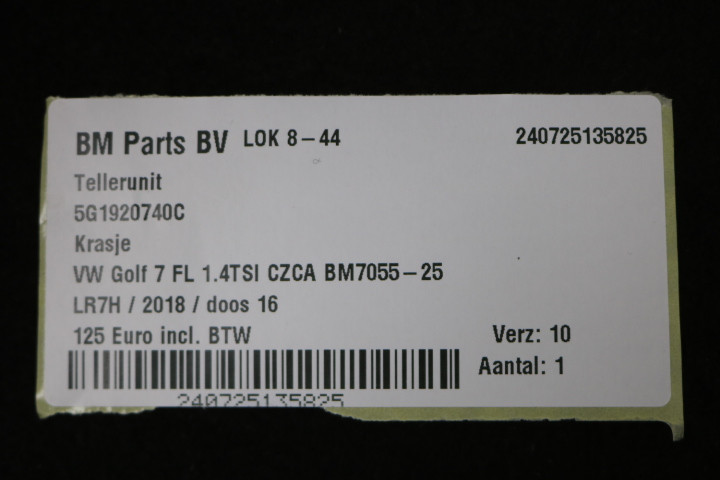 BM Parts BV LOK 8-44 240725135825
Tellerunit
5G1920740C
Krasje
VW Golf 7 FL 1.4TSI CZCA BM7055-25
LR7H / 2018 / doos 16
125 Euro incl. BTW Verz: 10
Aantal: 1
240725135825